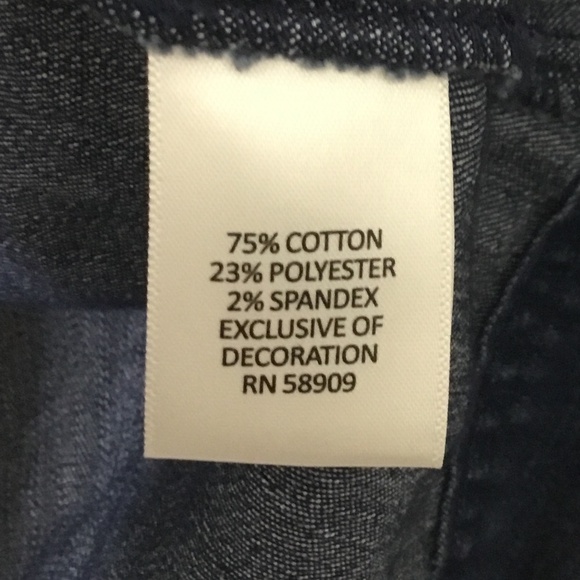 75% COTTON
23% POLYESTER
2% SPANDEX
EXCLUSIVE OF
DECORATION
RN 58909